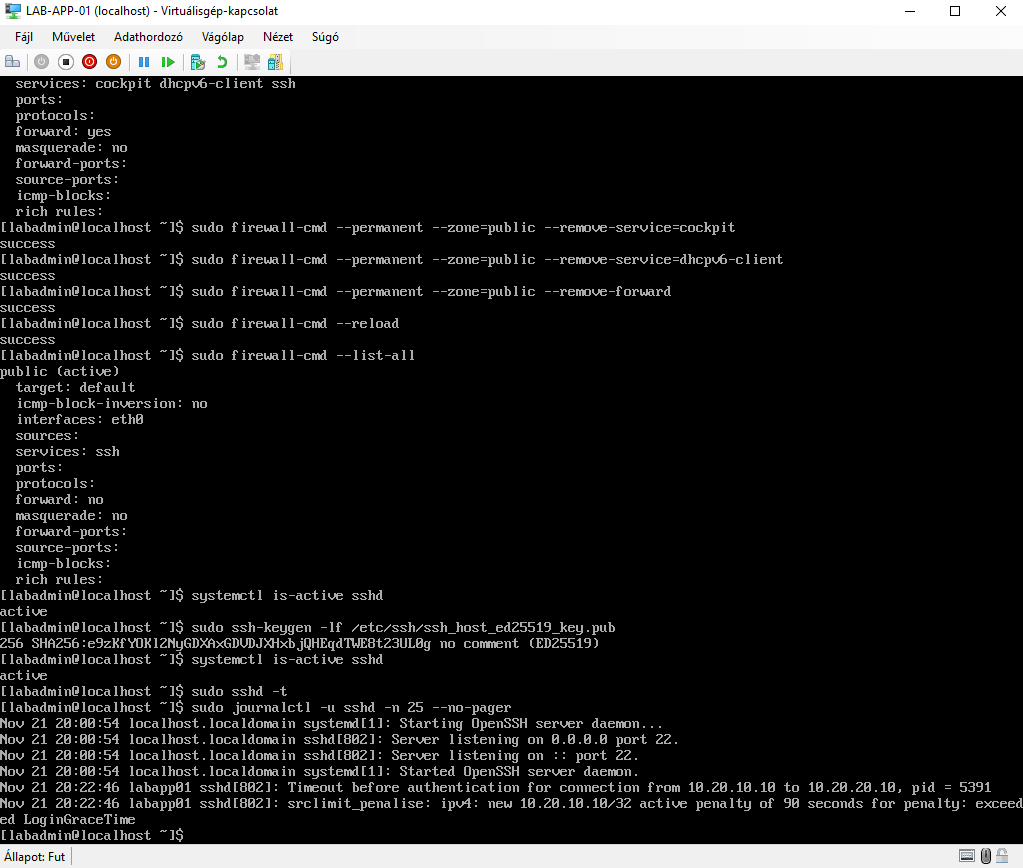 LAB-APP-01 (localhost) - Virtuálisgép-kapcsolat
Fájl Művelet Adathordozó Vágólap Nézet Súgó
services: cockpit dhcpv6-client ssh
ports:
protocols:
forward: yes
masquerade: no
forward-ports:
source-ports:
icmp-blocks:
rich rules:
[labadmin@localhost ~]$ sudo firewall-cmd --permanent --zone=public --remove-service=cockpit
success
[labadmin@localhost ~]$ sudo firewall-cmd --permanent --zone=public --remove-service=dhcpv6-client
success
[labadmin@localhost ~]$ sudo firewall-cmd --permanent --zone=public --remove-forward
success
[labadmin@localhost ~]$ sudo firewall-cmd --reload
success
[labadmin@localhost ~]$ sudo firewall-cmd --list-all
public (active)
target: default
icmp-block-inversion: no
interfaces: eth0
sources:
services: ssh
ports:
protocols:
forward: no
masquerade: no
forward-ports:
source-ports:
icmp-blocks:
rich rules:
[labadmin@localhost ~]$ systemctl is-active sshd
active
[labadmin@localhost ~]$ sudo ssh-keygen -lf /etc/ssh/ssh_host_ed25519_key.pub
256 SHA256:e9zKfYOKl2NyGDXAxGDVDJXHxbjQHEqdTWE8t23UL0g no comment (ED25519)
[labadmin@localhost ~]$ systemctl is-active sshd
active
[labadmin@localhost ~]$ sudo sshd -t
[labadmin@localhost ~]$ sudo journalctl -u sshd -n 25 --no-pager
Nov 21 20:00:54 localhost.localdomain systemd[1]: Starting OpenSSH server daemon...
Nov 21 20:00:54 localhost.localdomain sshd[802]: Server listening on 0.0.0.0 port 22.
Nov 21 20:00:54 localhost.localdomain sshd[802]: Server listening on :: port 22.
Nov 21 20:00:54 localhost.localdomain systemd[1]: Started OpenSSH server daemon.
Nov 21 20:22:46 labapp01 sshd[802]: Timeout before authentication for connection from 10.20.10.10 to 10.20.20.10, pid = 5391
Nov 21 20:22:46 labapp01 sshd[802]: srclimit_penalise: ipv4: new 10.20.10.10/32 active penalty of 90 seconds for penalty: exceed
ed LoginGraceTime
[labadmin@localhost ~]$
Állapot: Fut